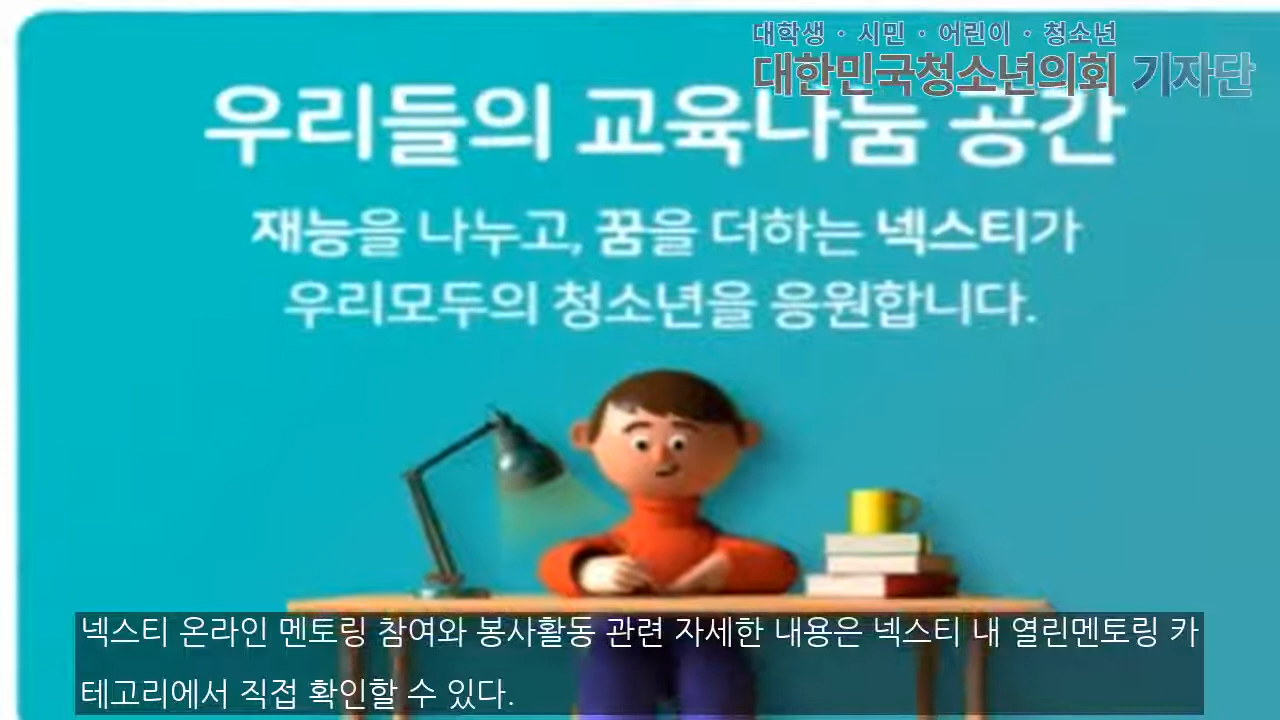 대학생 · 시민 · 어린이 · 청소년
대한민국청소년의회 기자단
우리들의 교육나눔 공간
재능을 나누고, 꿈을 더하는 넥스티가
우리모두의 청소년을 응원합니다.
넥스티 온라인 멘토링 참여와 봉사활동 관련 자세한 내용은 넥스티 내 열린멘토링 카
테고리에서 직접 확인할 수 있다.